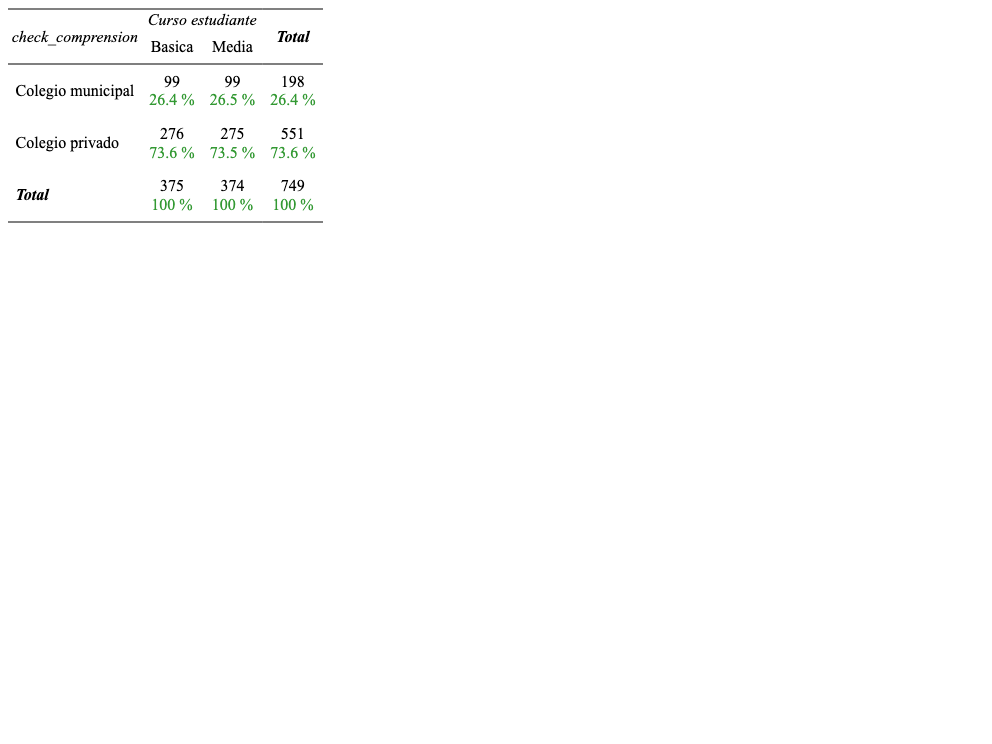 check_comprension Curso estudiante Total
Basica Media
Colegio municipal 99 99 198
26.4 % 26.5 % 26.4 %
Colegio privado 276 275 551
73.6 % 73.5 % 73.6 %
Total 375 374 749
100 % 100 % 100 %